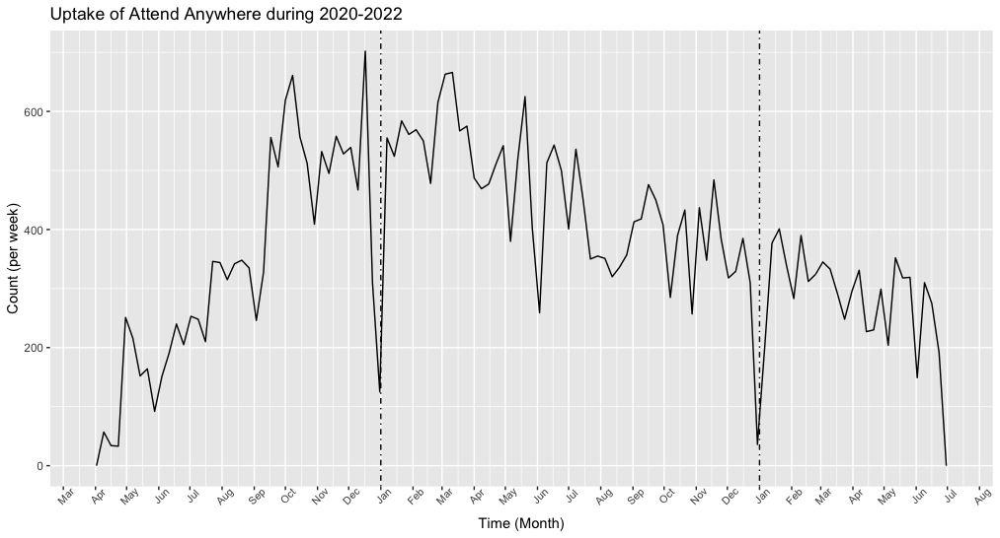 Uptake of Attend Anywhere during 2020-2022
Count (per week)
600
400
200
0
Mar Apr May Jun Jul Aug Sep Oct Nov Dec Jan Feb Mar Apr May Jun Jul Aug Sep Oct Nov Dec Jan Feb Mar Apr May Jun Jul Aug
Time (Month)